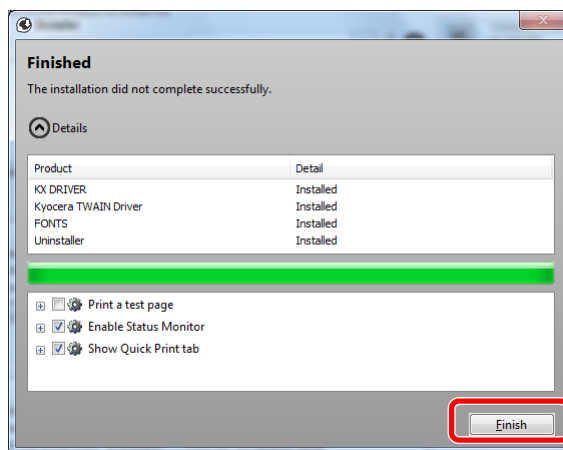 Installer
Finished
The installation did not complete successfully.
Details
Product Detail
KX DRIVER Installed
Kyocera TWAIN Driver Installed
FONTS Installed
Uninstaller Installed
Print a test page
Enable Status Monitor
Show Quick Print tab
Finish